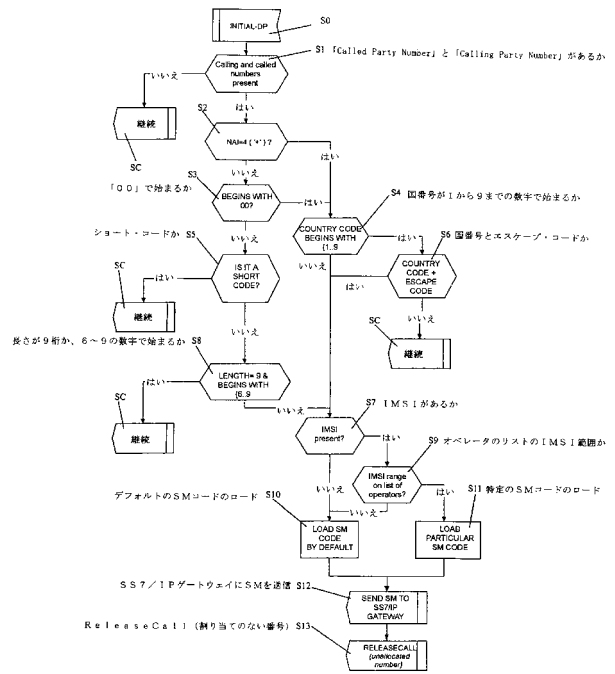 INITIAL-DP
S0
S1 「Called Party Number」と「Calling Party Number」があるか
Calling and called
numbers
present
いいえ
はい
継続
SC
S2
NAI=4 ('+') ?
はい
いいえ
「００」で始まるか
S3
BEGINS WITH
00?
はい
いいえ
S4 国番号が１から９までの数字で始まるか
COUNTRY CODE
BEGINS WITH
{1..9
いいえ
はい
S6 国番号とエスケープ・コードか
COUNTRY
CODE +
ESCAPE
CODE
はい
いいえ
SC
継続
ショート・コードか S5
IS IT A
SHORT
CODE?
はい
いいえ
SC
継続
長さが９桁か、６～９の数字で始まるか S8
LENGTH= 9 &
BEGINS WITH
{6..9
はい
いいえ
SC
継続
S7 ＩＭＳＩがあるか
IMSI
present?
はい
いいえ
S9 オペレータのリストのＩＭＳＩ範囲か
IMSI range
on list of
operators?
いいえ
はい
デフォルトのＳＭコードのロード S10
LOAD SM
CODE
BY DEFAULT
S11 特定のＳＭコードのロード
LOAD
PARTICULAR
SM CODE
ＳＳ７／ＩＰゲートウェイにＳＭを送信 S12
SEND SM TO
SS7/IP
GATEWAY
ＲｅｌｅａｓｅＣａｌｌ（割り当てのない番号）S13
RELEASECALL
(unallocated
number)